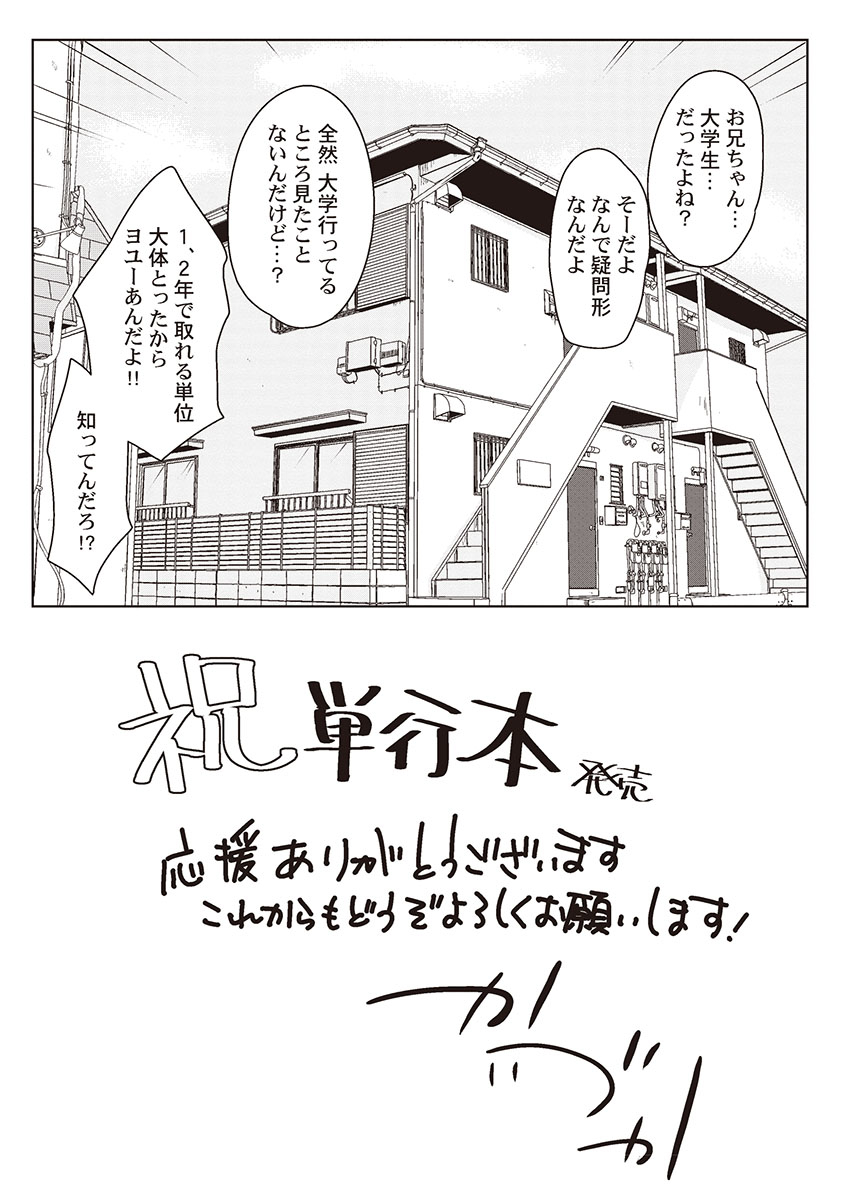 お兄ちゃん…
大学生…
だったよね?
そーだよ
なんで疑問形
なんだよ
全然 大学行ってる
ところ見たこと
ないんだけど…?
1、2年で取れる単位
大体とったから
ヨユーあんだよ!!
知ってんだろ!?
祝 単行本 発売
応援ありがとうございます
これからもどうぞよろしくお願いします!
カヅカ